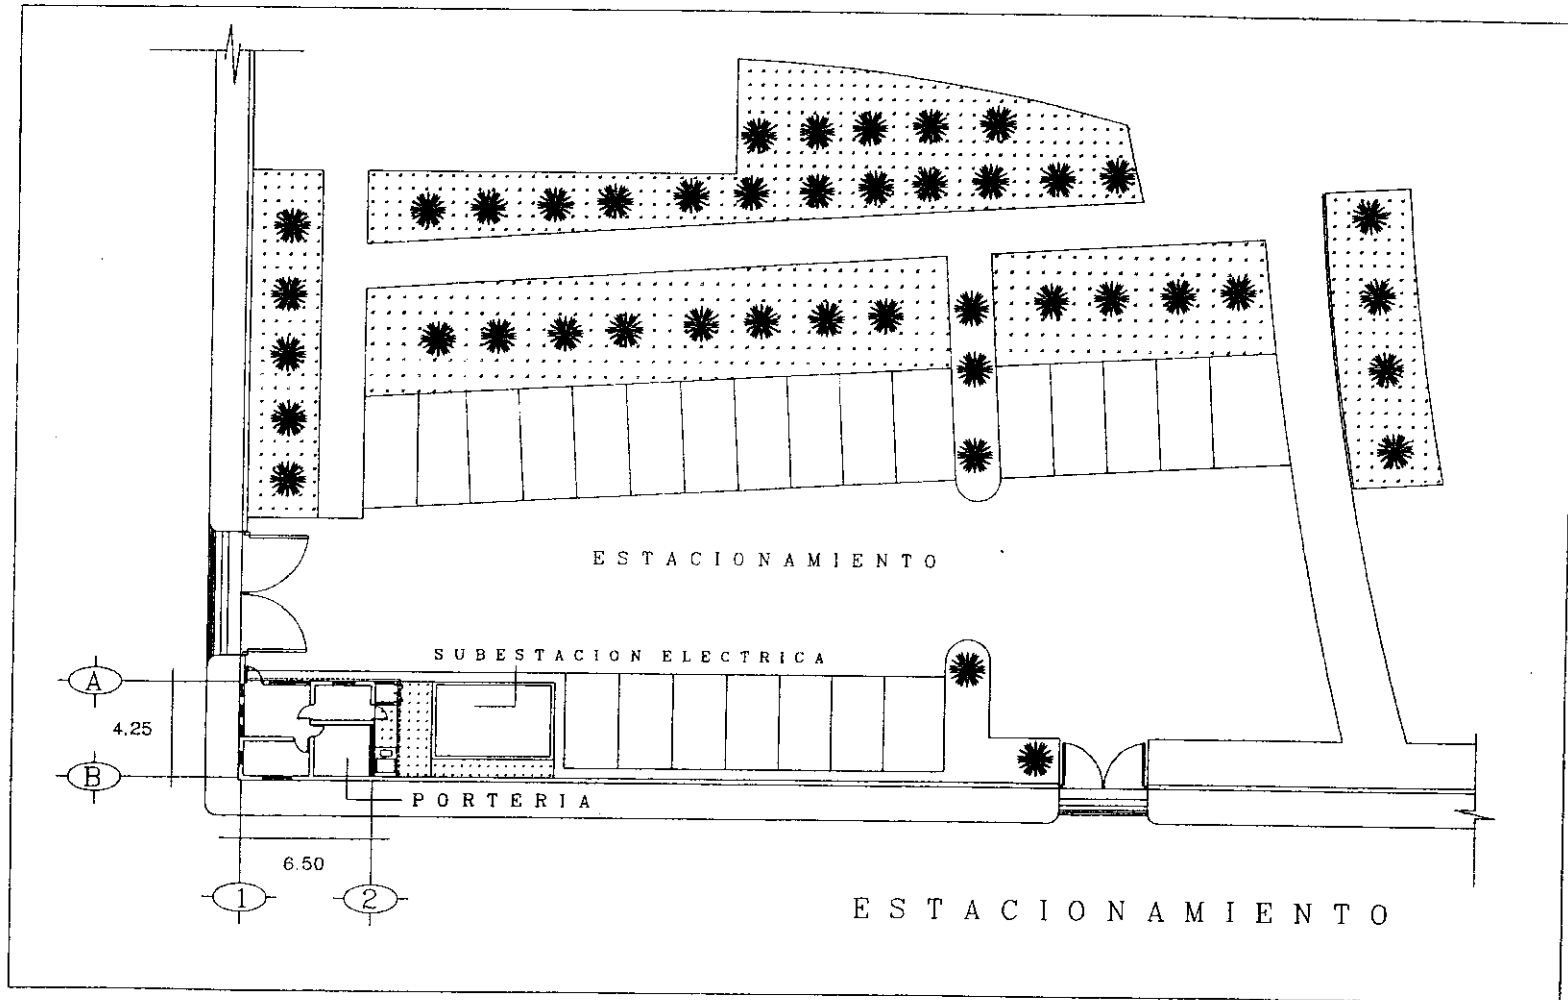 ESTACIONAMIENTO
SUBESTACION ELECTRICA
A
4.25
B
PORTERIA
6.50
1
2
ESTACIONAMIENTO